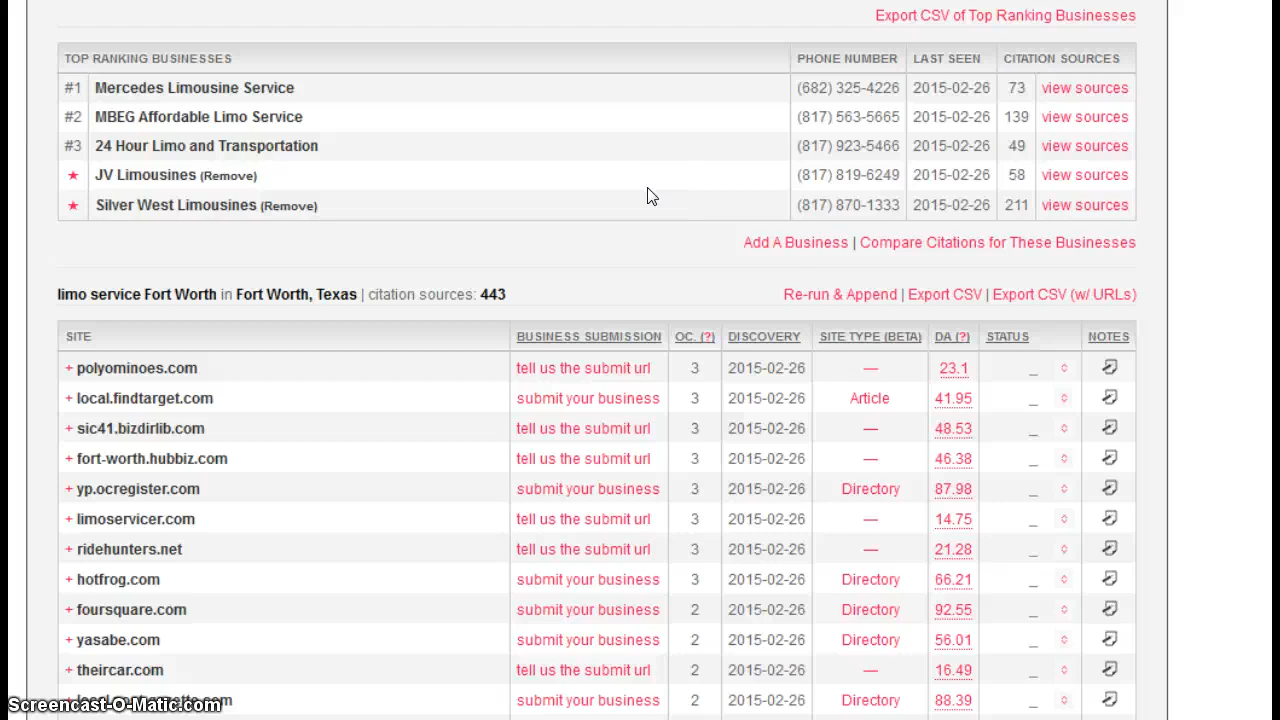 Export CSV of Top Ranking Businesses
TOP RANKING BUSINESSES PHONE NUMBER LAST SEEN CITATION SOURCES
#1 Mercedes Limousine Service (682) 325-4226 2015-02-26 73 view sources
#2 MBEG Affordable Limo Service (817) 563-5665 2015-02-26 139 view sources
#3 24 Hour Limo and Transportation (817) 923-5466 2015-02-26 49 view sources
★ JV Limousines (Remove) (817) 819-6249 2015-02-26 58 view sources
★ Silver West Limousines (Remove) (817) 870-1333 2015-02-26 211 view sources
Add A Business | Compare Citations for These Businesses
limo service Fort Worth in Fort Worth, Texas | citation sources: 443 Re-run & Append | Export CSV | Export CSV (w/ URLs)
SITE BUSINESS SUBMISSION OC. (?) DISCOVERY SITE TYPE (BETA) DA (?) STATUS NOTES
+ polyominoes.com tell us the submit url 3 2015-02-26 — 23.1 _
+ local.findtarget.com submit your business 3 2015-02-26 Article 41.95 _
+ sic41.bizdirlib.com tell us the submit url 3 2015-02-26 — 48.53 _
+ fort-worth.hubbiz.com tell us the submit url 3 2015-02-26 — 46.38 _
+ yp.ocregister.com submit your business 3 2015-02-26 Directory 87.98 _
+ limoservicer.com tell us the submit url 3 2015-02-26 — 14.75 _
+ ridehunters.net tell us the submit url 3 2015-02-26 — 21.28 _
+ hotfrog.com submit your business 3 2015-02-26 Directory 66.21 _
+ foursquare.com submit your business 2 2015-02-26 Directory 92.55 _
+ yasabe.com submit your business 2 2015-02-26 Directory 56.01 _
+ theircar.com tell us the submit url 2 2015-02-26 — 16.49 _
submit your business 2 2015-02-26 Directory 88.39 _
Screencast-O-Matic.com